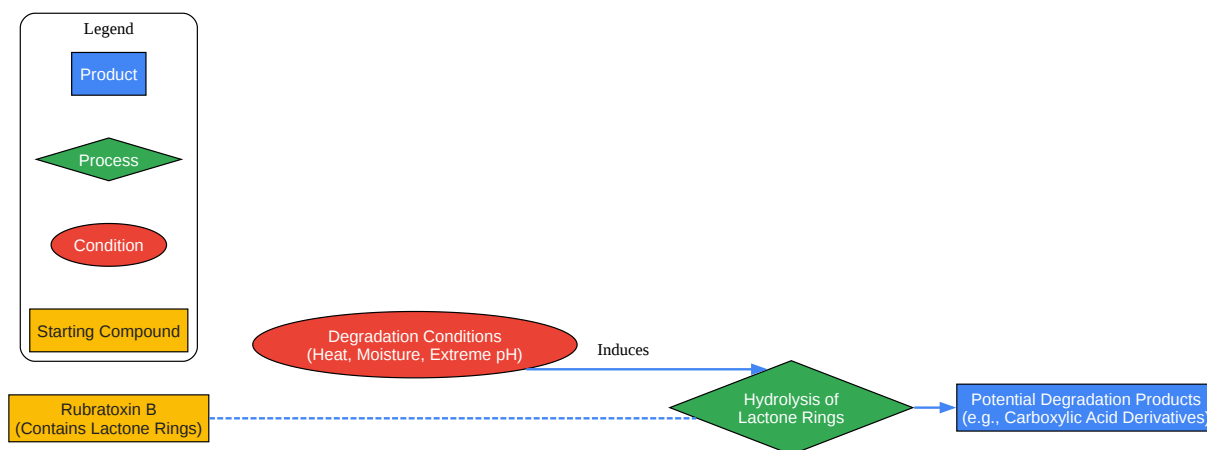 Legend
Product
Process
Condition
Starting Compound
Degradation Conditions
(Heat, Moisture, Extreme pH)
Induces
Rubratoxin B
(Contains Lactone Rings)
Hydrolysis of
Lactone Rings
Potential Degradation Products
(e.g., Carboxylic Acid Derivatives)